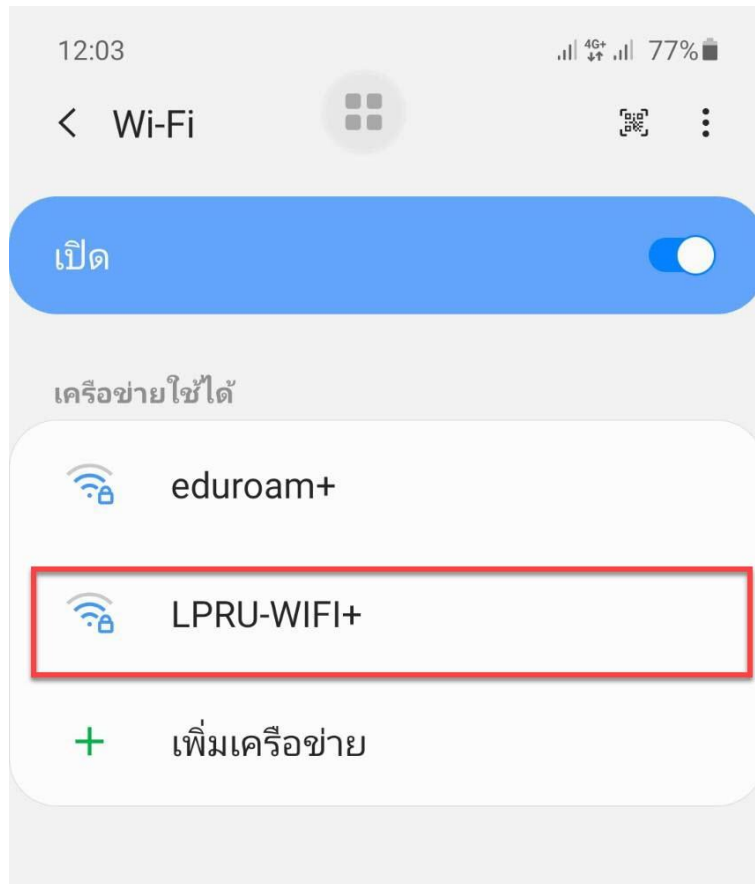 12:03 4G+ 77%
Wi-Fi
เปิด
เครือข่ายใช้ได้
eduroam+
LPRU-WIFI+
เพิ่มเครือข่าย